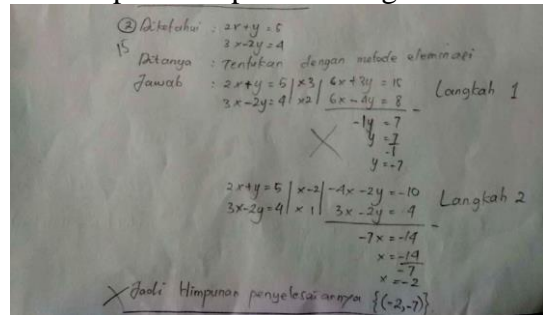 ② Diketahui : 2x+y = 5
3x-2y = 4
15
Ditanya : Tentukan dengan metode eleminasi
Jawab : 2x+y = 5 | x3 | 6x + 3y = 15
3x-2y = 4 | x2 | 6x - 4y = 8 -
Langkah 1
-1y = 7
y = 7/-1
y = -7
2x+y = 5 | x-2 | -4x -2y = -10
3x-2y = 4 | x 1 | 3x - 2y = 4 -
Langkah 2
-7x = -14
x = -14/-7
x = -2
Jadi Himpunan penyelesaiannya {(-2,-7)}